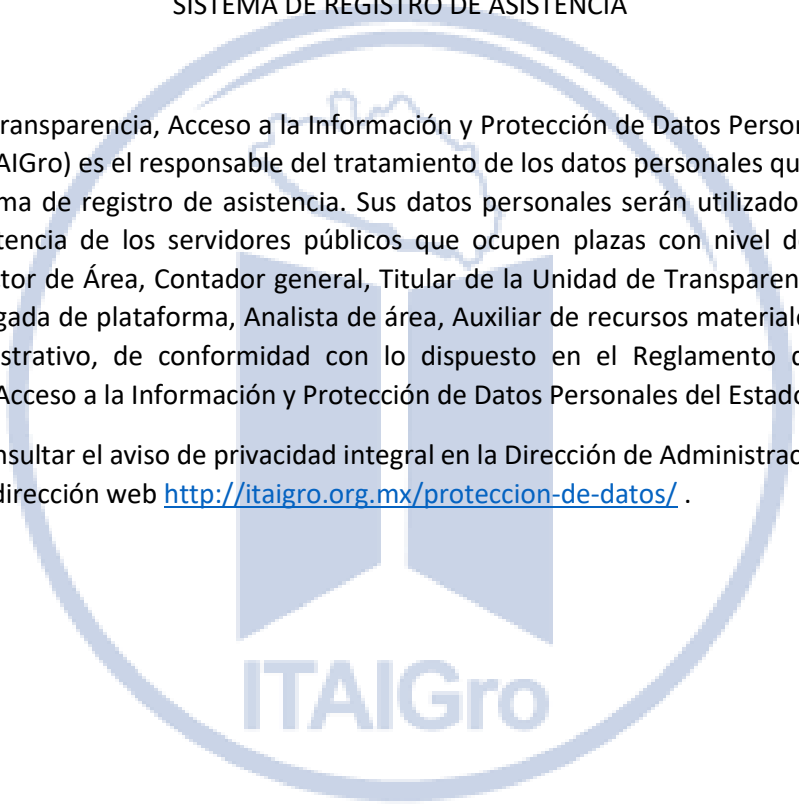 SISTEMA DE REGISTRO DE ASISTENCIA
ransparencia, Acceso a la Información y Protección de Datos Person
AIGro) es el responsable del tratamiento de los datos personales qu
ma de registro de asistencia. Sus datos personales serán utilizado
tencia de los servidores públicos que ocupen plazas con nivel d
ctor de Área, Contador general, Titular de la Unidad de Transparen
gada de plataforma, Analista de área, Auxiliar de recursos materiale
strativo, de conformidad con lo dispuesto en el Reglamento
Acceso a la Información y Protección de Datos Personales del Estado
nsultar el aviso de privacidad integral en la Dirección de Administrac
dirección web http://itaigro.org.mx/proteccion-de-datos/ .
ITAIGro